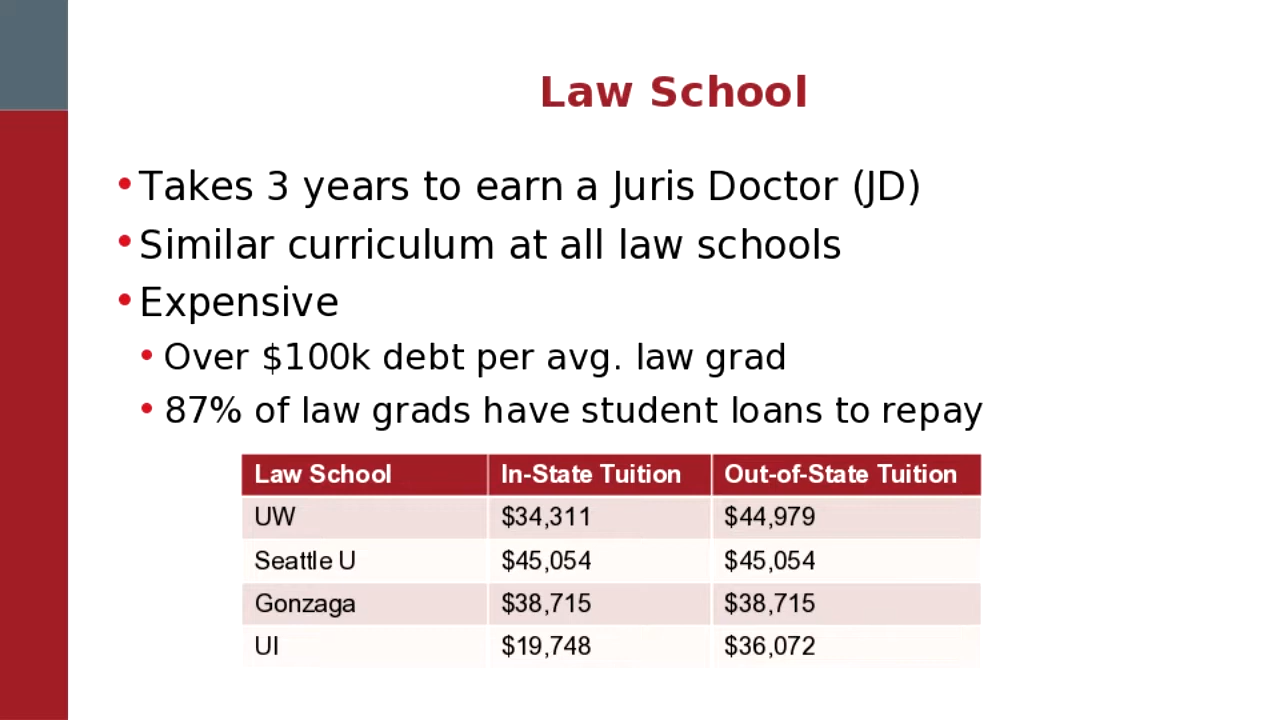 Law School
• Takes 3 years to earn a Juris Doctor (JD)
• Similar curriculum at all law schools
• Expensive
• Over $100k debt per avg. law grad
• 87% of law grads have student loans to repay
Law School In-State Tuition Out-of-State Tuition
UW $34,311 $44,979
Seattle U $45,054 $45,054
Gonzaga $38,715 $38,715
UI $19,748 $36,072